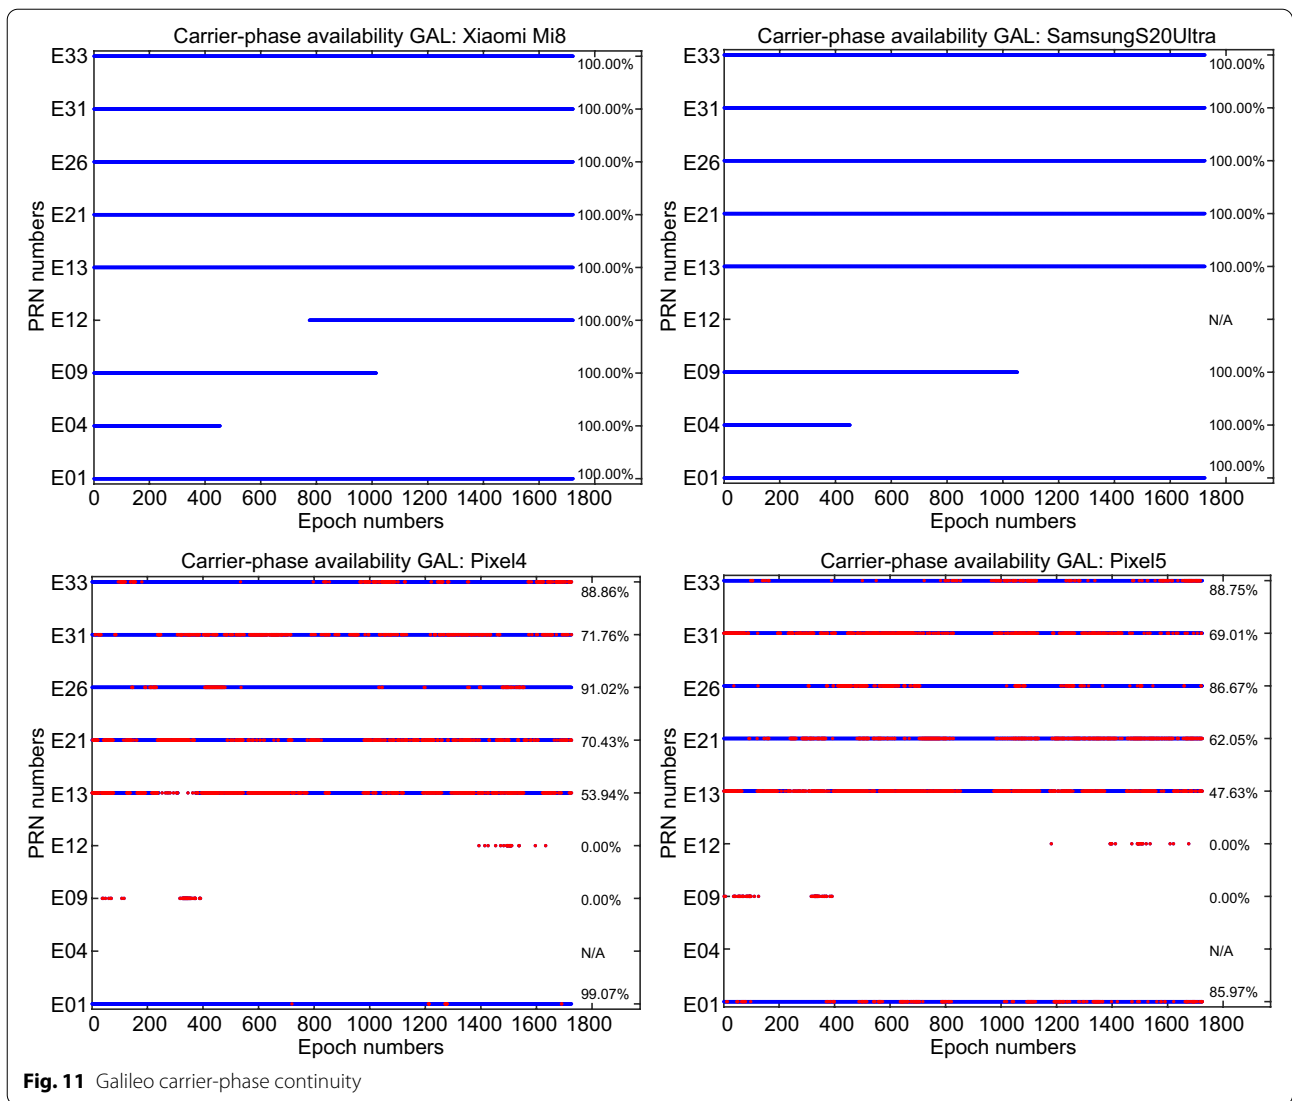 Carrier-phase availability GAL: Xiaomi Mi8
E33
100.00%
E31
100.00%
E26
100.00%
E21
100.00%
E13
100.00%
E12
100.00%
E09
100.00%
E04
100.00%
E01
100.00%
PRN numbers
0 200 400 600 800 1000 1200 1400 1600 1800
Epoch numbers
Carrier-phase availability GAL: SamsungS20Ultra
E33
100.00%
E31
100.00%
E26
100.00%
E21
100.00%
E13
100.00%
E12
N/A
E09
100.00%
E04
100.00%
E01
100.00%
PRN numbers
0 200 400 600 800 1000 1200 1400 1600 1800
Epoch numbers
Carrier-phase availability GAL: Pixel4
E33
88.86%
E31
71.76%
E26
91.02%
E21
70.43%
E13
53.94%
E12
0.00%
E09
0.00%
E04
N/A
E01
99.07%
PRN numbers
0 200 400 600 800 1000 1200 1400 1600 1800
Epoch numbers
Carrier-phase availability GAL: Pixel5
E33
88.75%
E31
69.01%
E26
86.67%
E21
62.05%
E13
47.63%
E12
0.00%
E09
0.00%
E04
N/A
E01
85.97%
PRN numbers
0 200 400 600 800 1000 1200 1400 1600 1800
Epoch numbers
Fig. 11 Galileo carrier-phase continuity